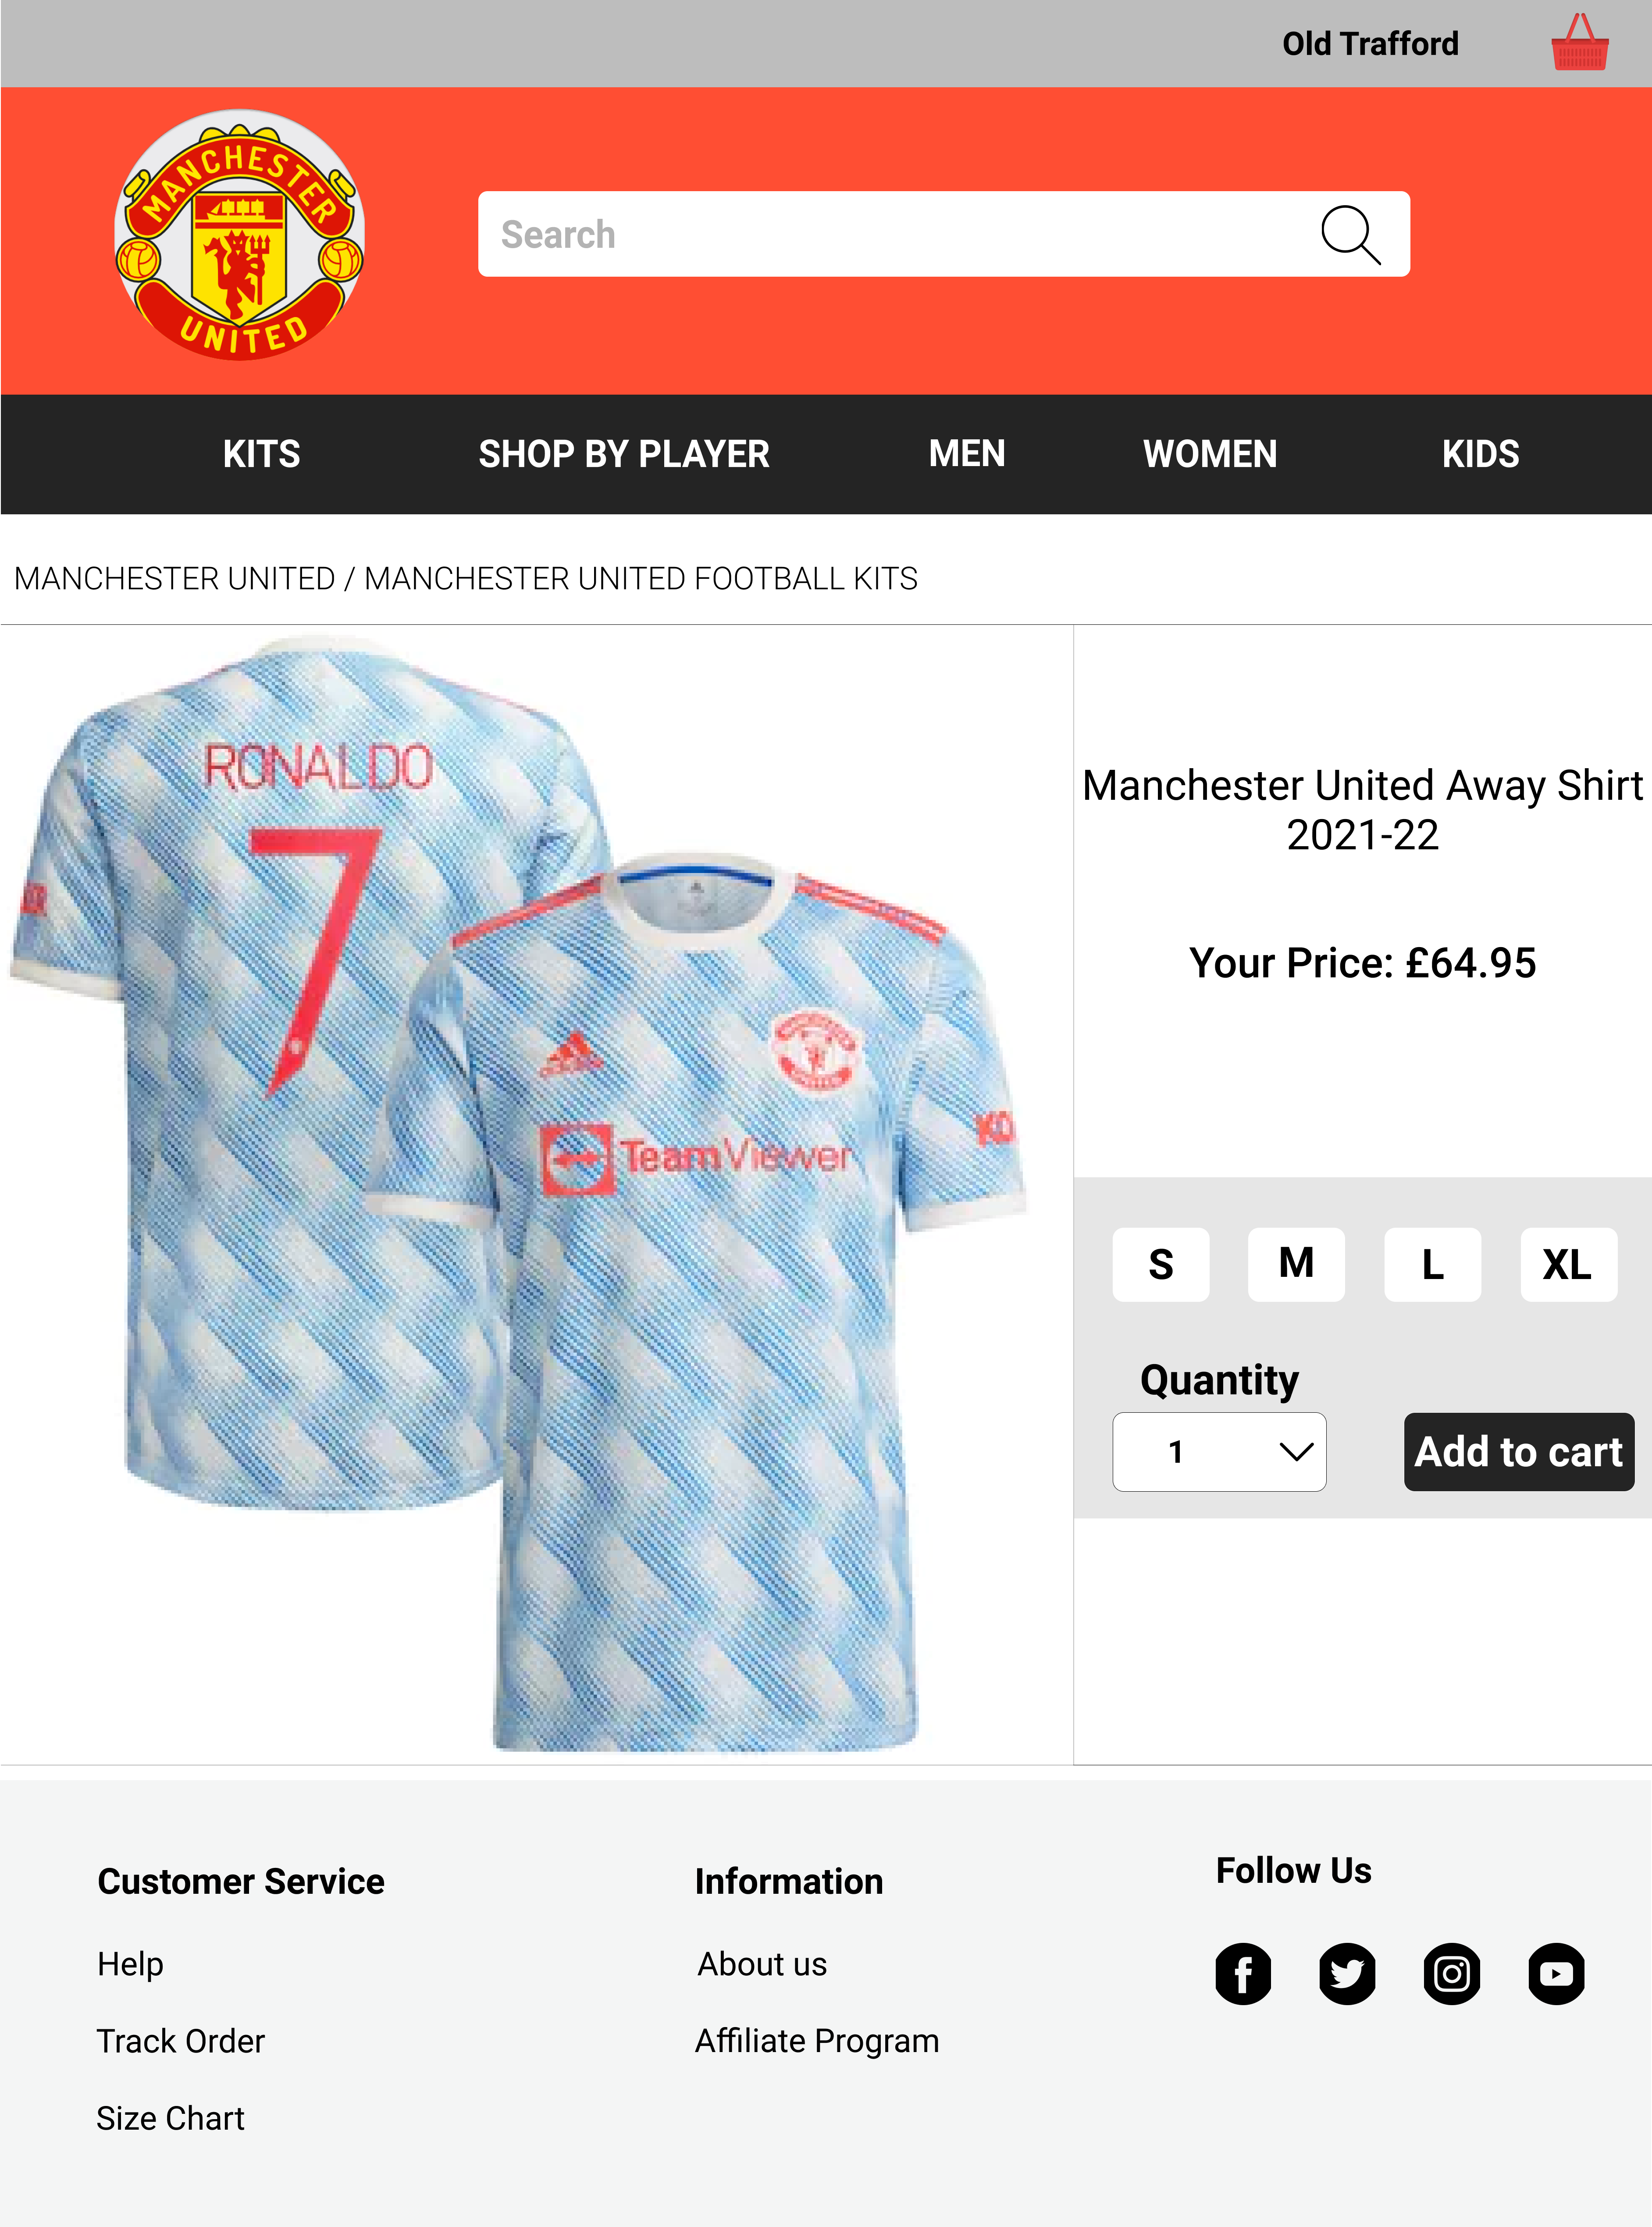 Old Trafford
MANCHESTER
UNITED
Search
KITS SHOP BY PLAYER MEN WOMEN KIDS
MANCHESTER UNITED / MANCHESTER UNITED FOOTBALL KITS
RONALDO
7
TeamViewer
Manchester United Away Shirt
2021-22
Your Price: £64.95
S M L XL
Quantity
1
Add to cart
Customer Service
Help
Track Order
Size Chart
Information
About us
Affiliate Program
Follow Us